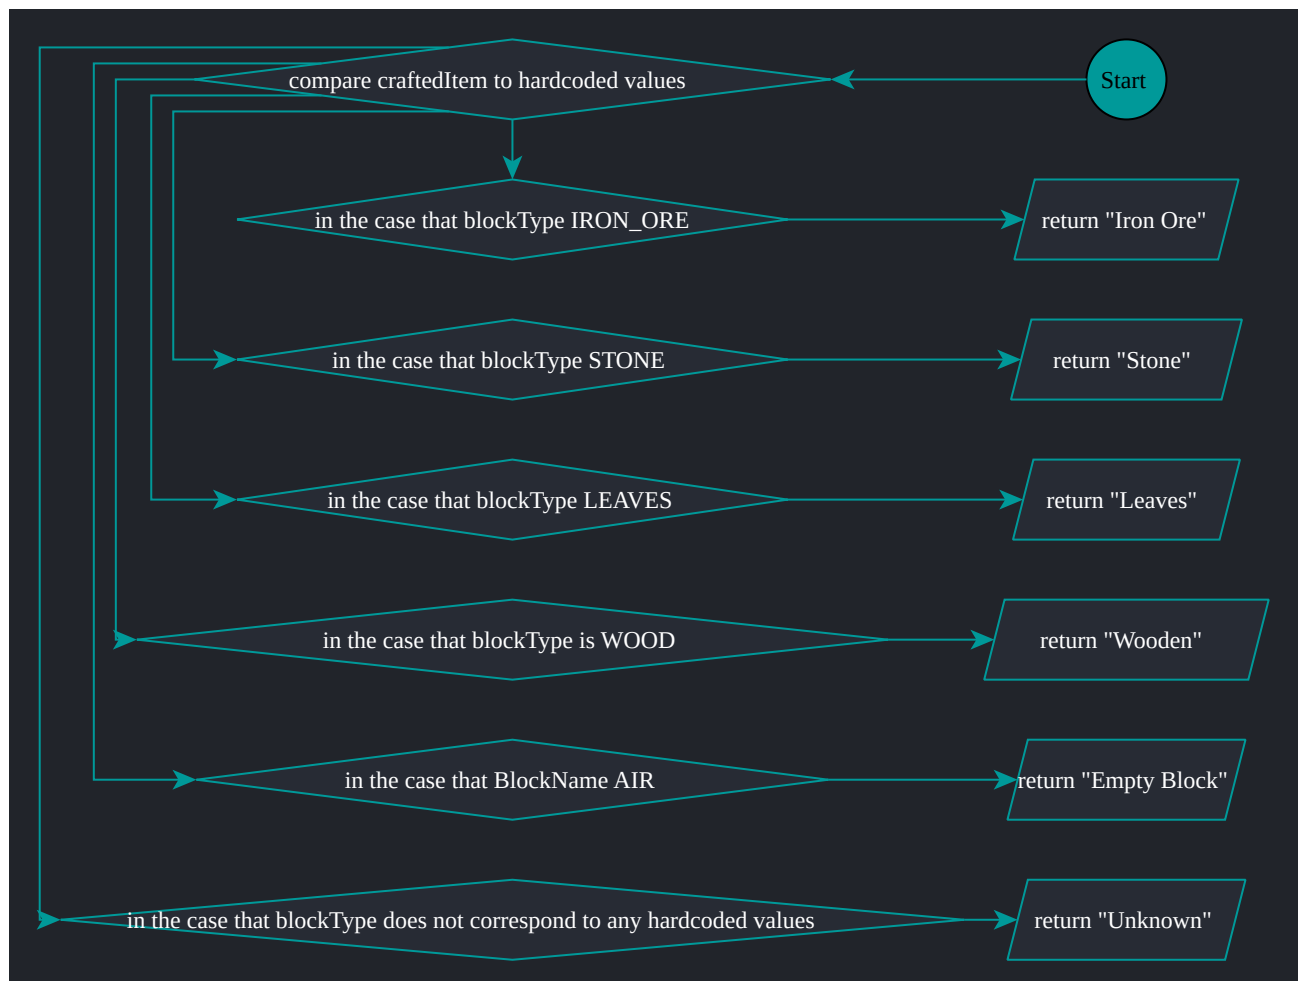 compare craftedItem to hardcoded values
Start
in the case that blockType IRON_ORE
return "Iron Ore"
in the case that blockType STONE
return "Stone"
in the case that blockType LEAVES
return "Leaves"
in the case that blockType is WOOD
return "Wooden"
in the case that BlockName AIR
return "Empty Block"
in the case that blockType does not correspond to any hardcoded values
return "Unknown"